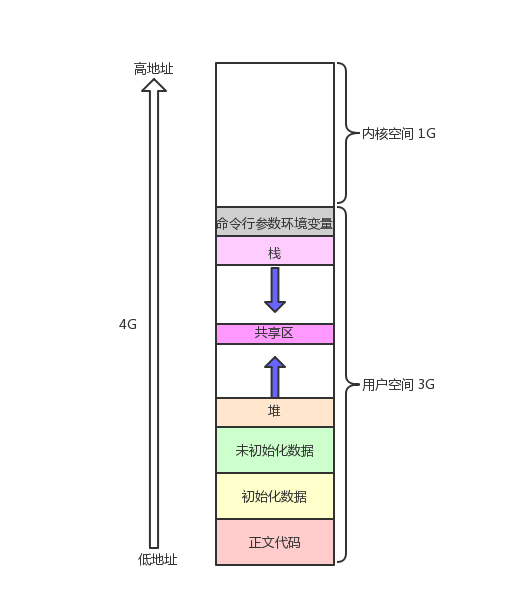 高地址
内核空间 1G
命令行参数环境变量
栈
4G
共享区
用户空间 3G
堆
未初始化数据
初始化数据
正文代码
低地址